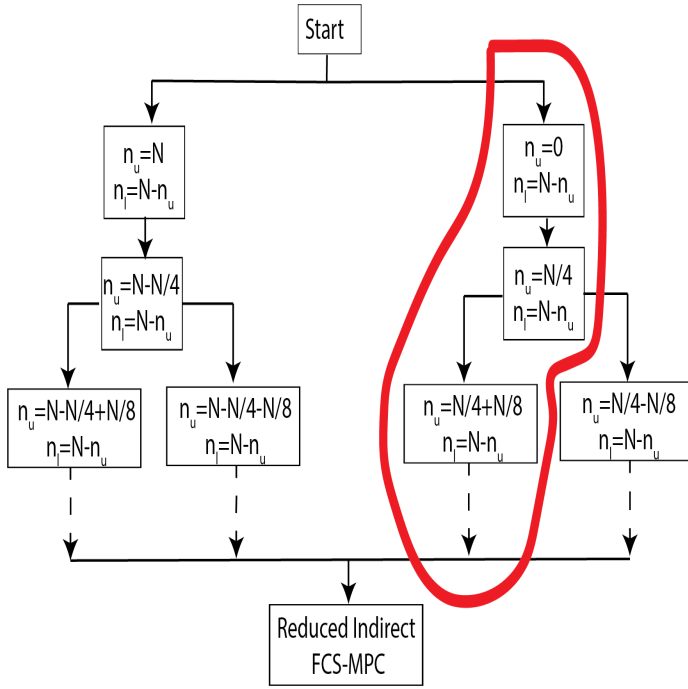 Start
n_u=N
n_l=N-n_u
n_u=0
n_l=N-n_u
n_u=N-N/4
n_l=N-n_u
n_u=N/4
n_l=N-n_u
n_u=N-N/4+N/8
n_l=N-n_u
n_u=N-N/4-N/8
n_l=N-n_u
n_u=N/4+N/8
n_l=N-n_u
n_u=N/4-N/8
n_l=N-n_u
Reduced Indirect
FCS-MPC